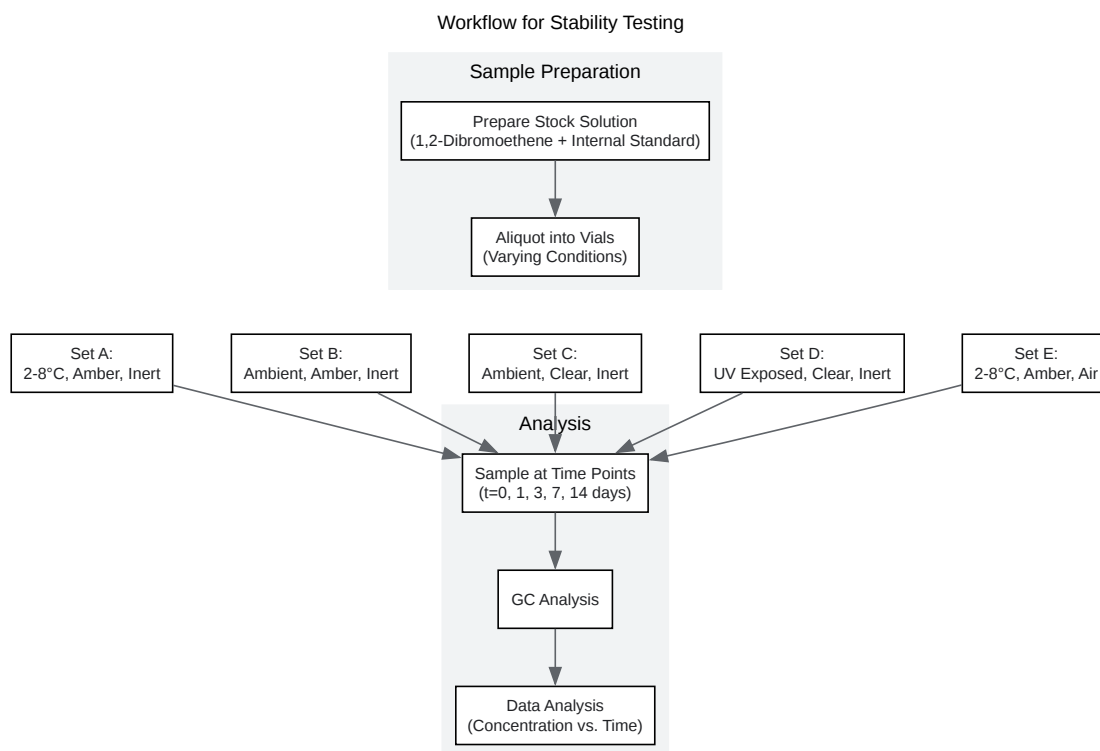 Workflow for Stability Testing
Sample Preparation
Prepare Stock Solution
(1,2-Dibromoethene + Internal Standard)
Aliquot into Vials
(Varying Conditions)
Set A:
2-8°C, Amber, Inert
Set B:
Ambient, Amber, Inert
Set C:
Ambient, Clear, Inert
Set D:
UV Exposed, Clear, Inert
Set E:
2-8°C, Amber, Air
Analysis
Sample at Time Points
(t=0, 1, 3, 7, 14 days)
GC Analysis
Data Analysis
(Concentration vs. Time)